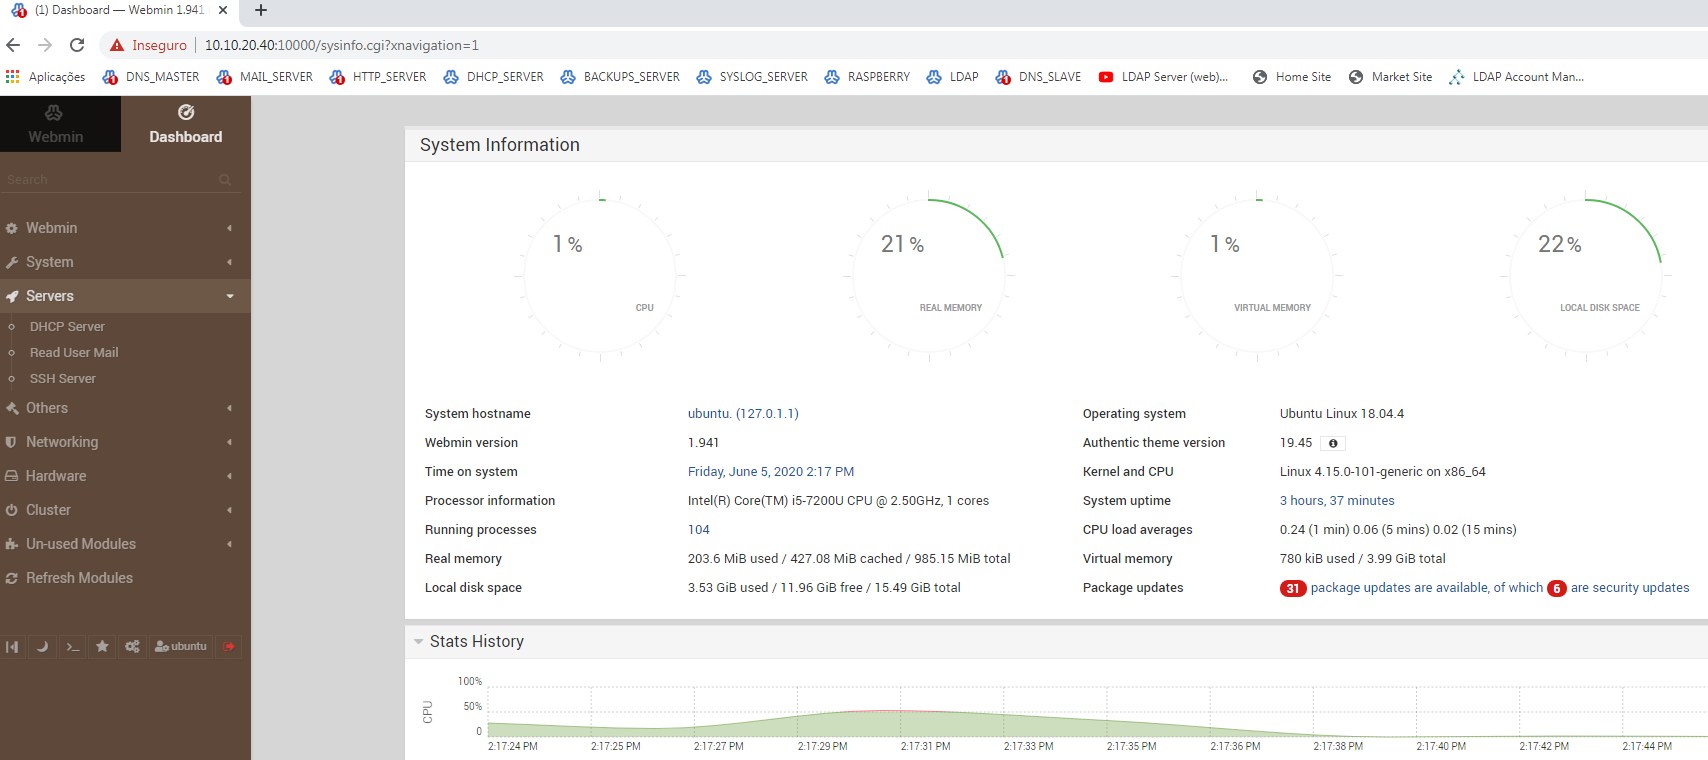 (1) Dashboard — Webmin 1.941
Inseguro 10.10.20.40:10000/sysinfo.cgi?xnavigation=1
Aplicações DNS_MASTER MAIL_SERVER HTTP_SERVER DHCP_SERVER BACKUPS_SERVER SYSLOG_SERVER RASPBERRY LDAP DNS_SLAVE LDAP Server (web)... Home Site Market Site LDAP Account Man...
Webmin
Dashboard
Search
Webmin
System
Servers
DHCP Server
Read User Mail
SSH Server
Others
Networking
Hardware
Cluster
Un-used Modules
Refresh Modules
ubuntu
System Information
1%
CPU
21%
REAL MEMORY
1%
VIRTUAL MEMORY
22%
LOCAL DISK SPACE
System hostname ubuntu. (127.0.1.1) Operating system Ubuntu Linux 18.04.4
Webmin version 1.941 Authentic theme version 19.45
Time on system Friday, June 5, 2020 2:17 PM Kernel and CPU Linux 4.15.0-101-generic on x86_64
Processor information Intel(R) Core(TM) i5-7200U CPU @ 2.50GHz, 1 cores System uptime 3 hours, 37 minutes
Running processes 104 CPU load averages 0.24 (1 min) 0.06 (5 mins) 0.02 (15 mins)
Real memory 203.6 MiB used / 427.08 MiB cached / 985.15 MiB total Virtual memory 780 kiB used / 3.99 GiB total
Local disk space 3.53 GiB used / 11.96 GiB free / 15.49 GiB total Package updates 31 package updates are available, of which 6 are security updates
Stats History
CPU
100%
50%
0
2:17:24 PM 2:17:25 PM 2:17:27 PM 2:17:29 PM 2:17:31 PM 2:17:33 PM 2:17:35 PM 2:17:36 PM 2:17:38 PM 2:17:40 PM 2:17:42 PM 2:17:44 PM